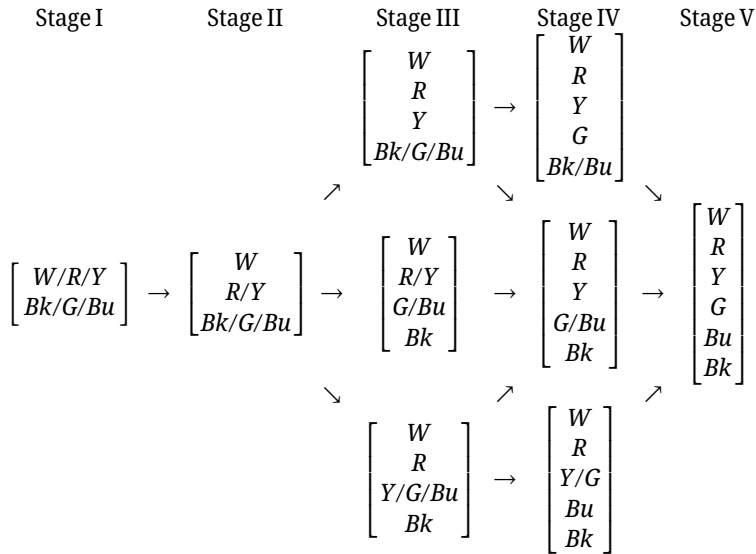 Stage I Stage II Stage III Stage IV Stage V
W
R
Y
Bk/G/Bu
→
W
R
Y
G
Bk/Bu
↗ ↘ ↘
W/R/Y
Bk/G/Bu
→
W
R/Y
Bk/G/Bu
→
W
R/Y
G/Bu
Bk
→
W
R
Y
G/Bu
Bk
→
W
R
Y
G
Bu
Bk
↘ ↗ ↗
W
R
Y/G/Bu
Bk
→
W
R
Y/G
Bu
Bk